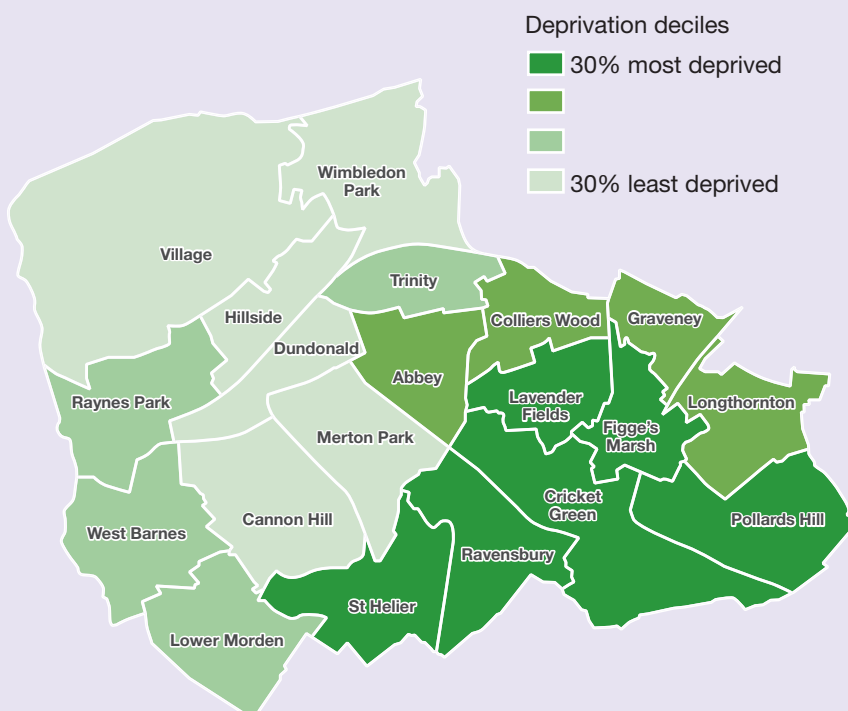 Deprivation deciles
30% most deprived
30% least deprived
Wimbledon
Park
Village
Trinity
Hillside
Colliers Wood
Graveney
Dundonald
Abbey
Raynes Park
Lavender
Fields
Longthornton
Merton Park
Figge's
Marsh
Cricket
Green
Cannon Hill
Pollards Hill
West Barnes
Ravensbury
St Helier
Lower Morden